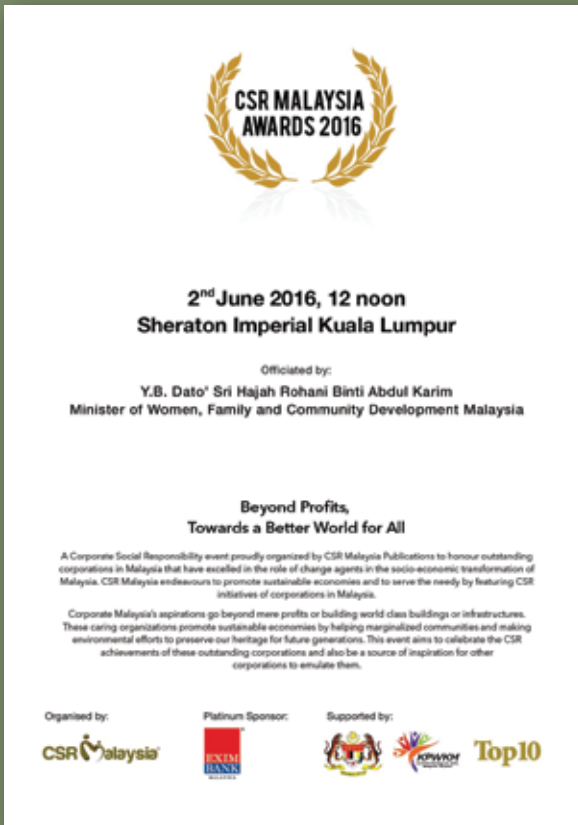 CSR MALAYSIA
AWARDS 2016
2nd June 2016, 12 noon
Sheraton Imperial Kuala Lumpur
Officiated by:
Y.B. Dato' Sri Hajah Rohani Binti Abdul Karim
Minister of Women, Family and Community Development Malaysia
Beyond Profits,
Towards a Better World for All
A Corporate Social Responsibility event proudly organized by CSR Malaysia Publications to honour outstanding
corporations in Malaysia that have excelled in the role of change agents in the socio-economic transformation of
Malaysia. CSR Malaysia endeavours to promote sustainable economies and to serve the needy by featuring CSR
initiatives of corporations in Malaysia.
Corporate Malaysia's aspirations go beyond mere profits or building world class buildings or infrastructures.
These caring organizations promote sustainable economies by helping marginalized communities and making
environmental efforts to preserve our heritage for future generations. This event aims to celebrate the CSR
achievements of these outstanding corporations and also be a source of inspiration for other
corporations to emulate them.
Organised by:
Platinum Sponsor:
Supported by:
CSR Malaysia
EXIM
BANK
MALAYSIA
KPWKM
Top10